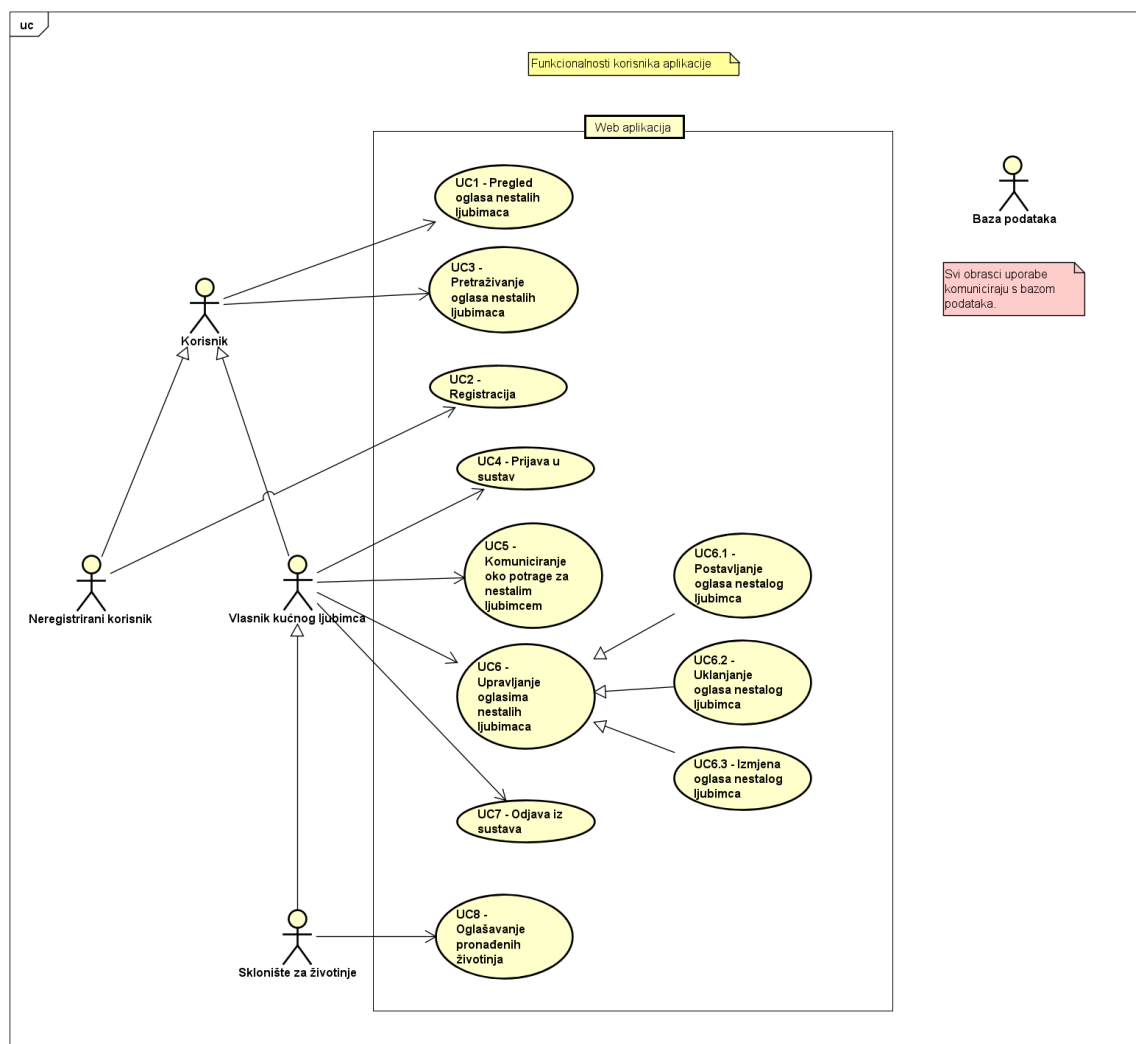 uc
Funkcionalnosti korisnika aplikacije
Web aplikacija
UC1 - Pregled
oglasa nestalih
ljubimaca
Baza podataka
UC3 -
Pretraživanje
oglasa nestalih
ljubimaca
Svi obrasci uporabe
komuniciraju s bazom
podataka.
Korisnik
UC2 -
Registracija
UC4 - Prijava u
sustav
UC5 -
Komuniciranje
oko potrage za
nestalim
ljubimcem
UC6.1 -
Postavljanje
oglasa nestalog
ljubimca
Neregistrirani korisnik
Vlasnik kućnog ljubimca
UC6 -
Upravljanje
oglasima
nestalih
ljubimaca
UC6.2 -
Uklanjanje
oglasa nestalog
ljubimca
UC6.3 - Izmjena
oglasa nestalog
ljubimca
UC7 - Odjava iz
sustava
UC8 -
Oglašavanje
pronađenih
životinja
Sklonište za životinje